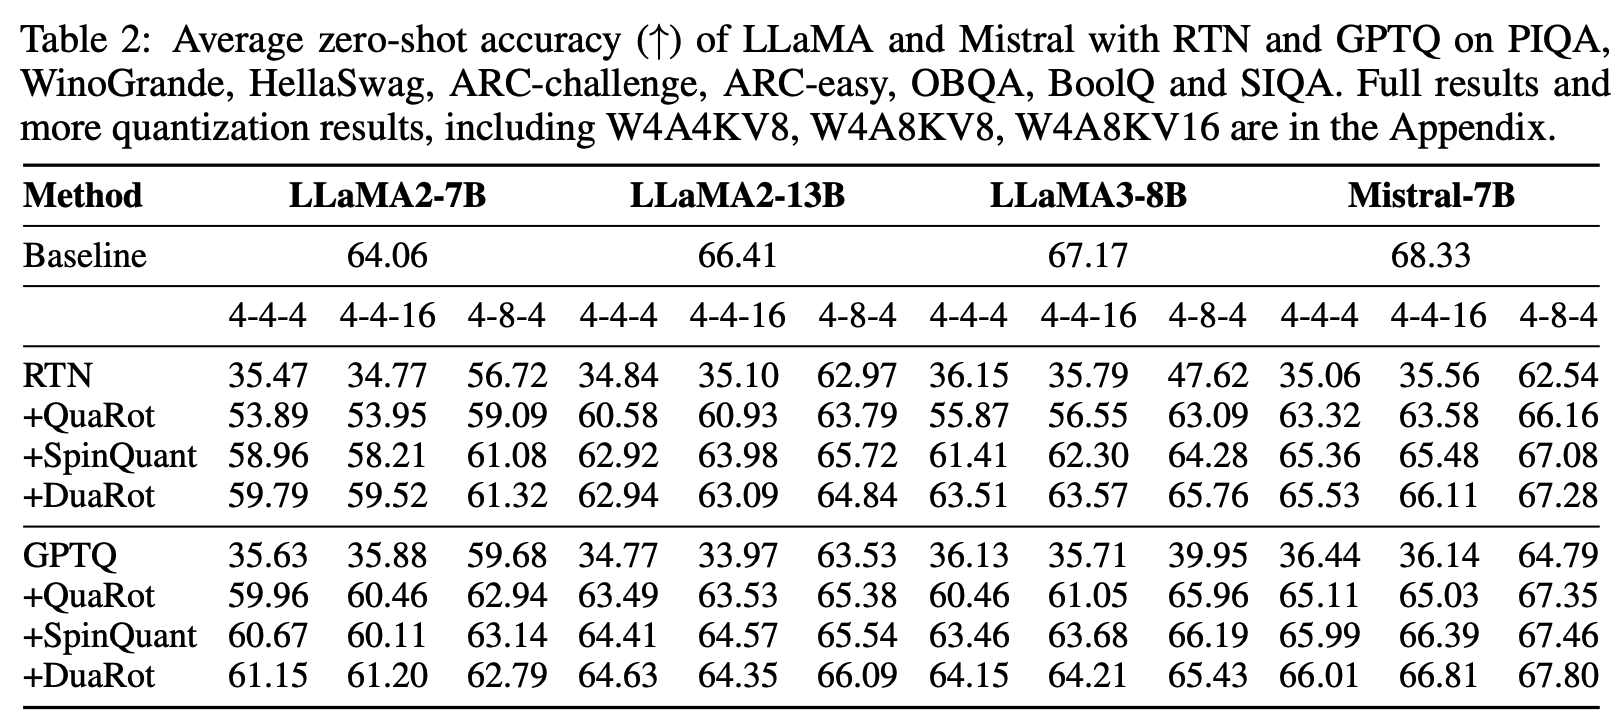 Table 2: Average zero-shot accuracy (↑) of LLaMA and Mistral with RTN and GPTQ on PIQA,
WinoGrande, HellaSwag, ARC-challenge, ARC-easy, OBQA, BoolQ and SIQA. Full results and
more quantization results, including W4A4KV8, W4A8KV8, W4A8KV16 are in the Appendix.
Method LLaMA2-7B LLaMA2-13B LLaMA3-8B Mistral-7B
Baseline 64.06 66.41 67.17 68.33
4-4-4 4-4-16 4-8-4 4-4-4 4-4-16 4-8-4 4-4-4 4-4-16 4-8-4 4-4-4 4-4-16 4-8-4
RTN 35.47 34.77 56.72 34.84 35.10 62.97 36.15 35.79 47.62 35.06 35.56 62.54
+QuaRot 53.89 53.95 59.09 60.58 60.93 63.79 55.87 56.55 63.09 63.32 63.58 66.16
+SpinQuant 58.96 58.21 61.08 62.92 63.98 65.72 61.41 62.30 64.28 65.36 65.48 67.08
+DuaRot 59.79 59.52 61.32 62.94 63.09 64.84 63.51 63.57 65.76 65.53 66.11 67.28
GPTQ 35.63 35.88 59.68 34.77 33.97 63.53 36.13 35.71 39.95 36.44 36.14 64.79
+QuaRot 59.96 60.46 62.94 63.49 63.53 65.38 60.46 61.05 65.96 65.11 65.03 67.35
+SpinQuant 60.67 60.11 63.14 64.41 64.57 65.54 63.46 63.68 66.19 65.99 66.39 67.46
+DuaRot 61.15 61.20 62.79 64.63 64.35 66.09 64.15 64.21 65.43 66.01 66.81 67.80